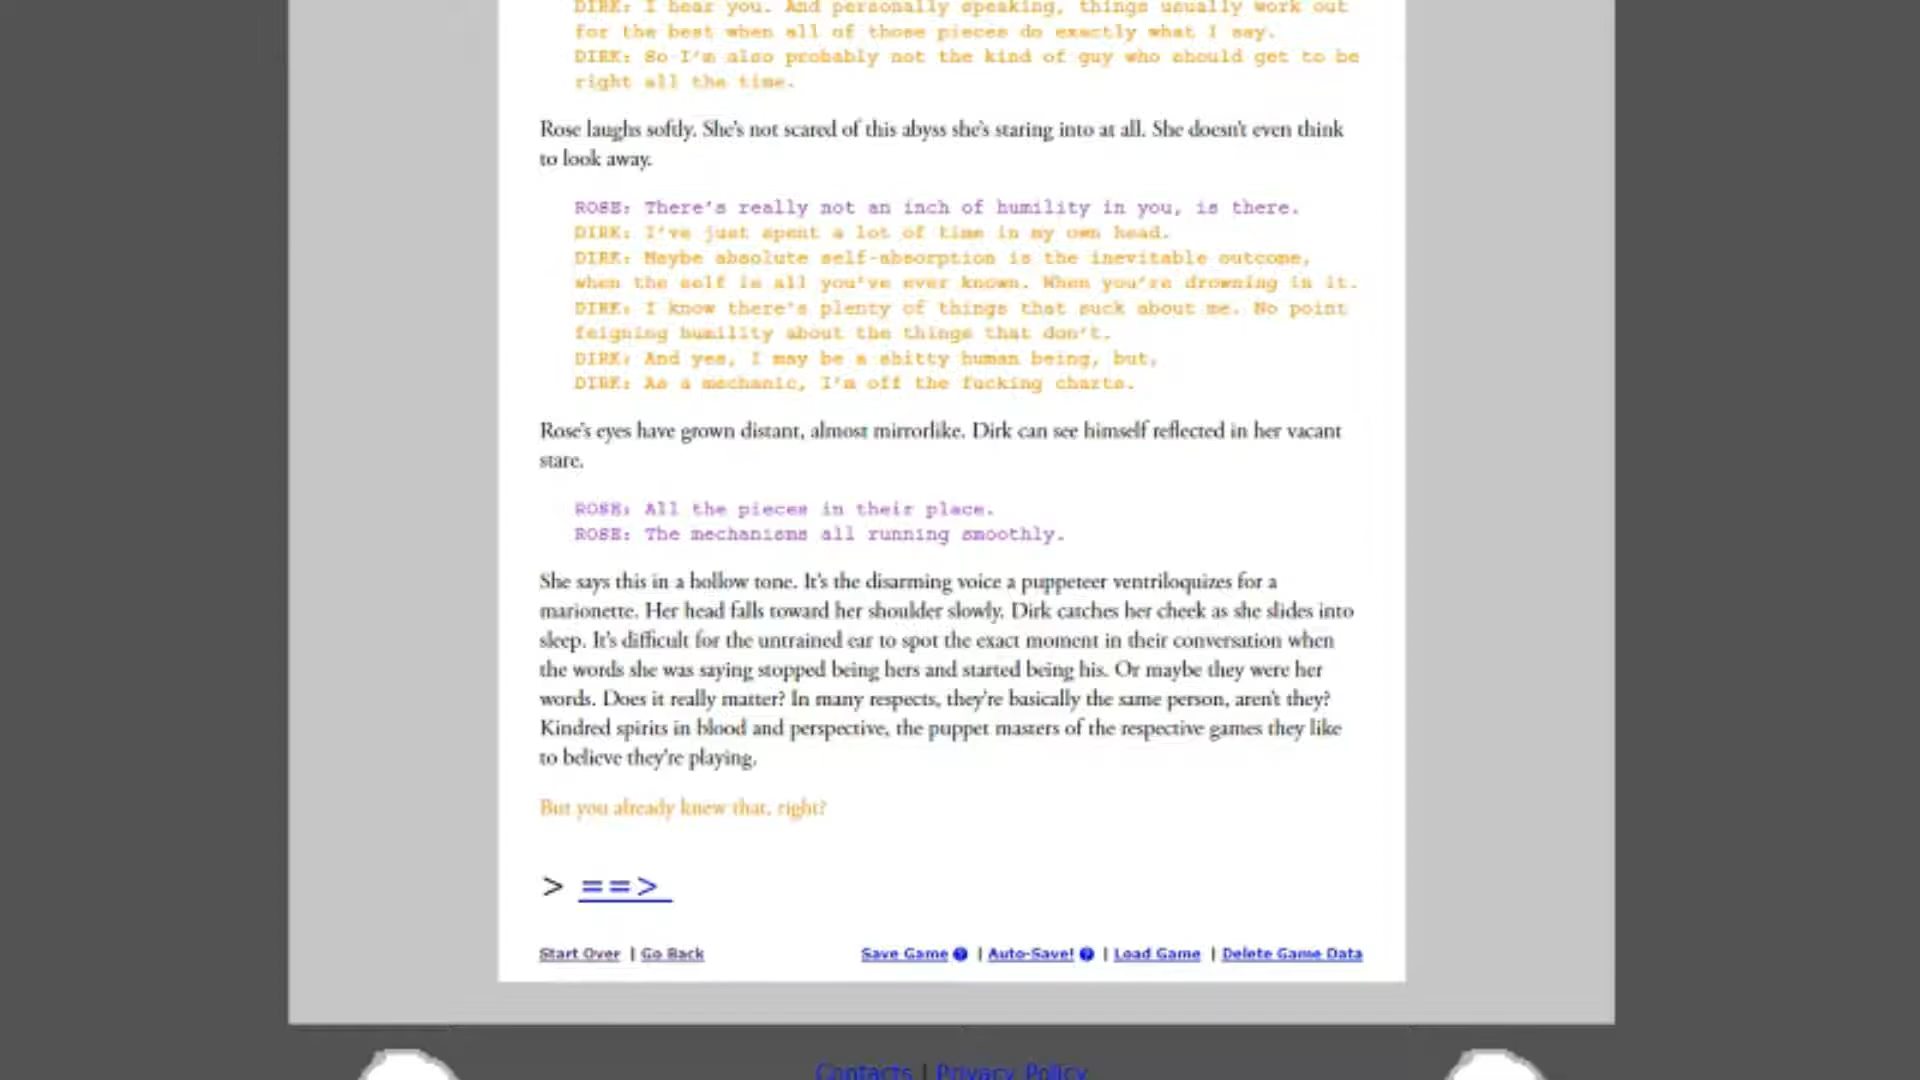 DIRK: I hear you. And personally speaking, things usually work out
for the best when all of those pieces do exactly what I say.
DIRK: So I'm also probably not the kind of guy who should get to be
right all the time.
Rose laughs softly. She's not scared of this abyss she's staring into at all. She doesn't even think
to look away.
ROSE: There's really not an inch of humility in you, is there.
DIRK: I've just spent a lot of time in my own head.
DIRK: Maybe absolute self-absorption is the inevitable outcome,
when the self is all you've ever known. When you're drowning in it.
DIRK: I know there's plenty of things that suck about me. No point
feigning humility about the things that don't.
DIRK: And yes, I may be a shitty human being, but,
DIRK: As a mechanic, I'm off the fucking charts.
Rose's eyes have grown distant, almost mirrorlike. Dirk can see himself reflected in her vacant
stare.
ROSE: All the pieces in their place.
ROSE: The mechanisms all running smoothly.
She says this in a hollow tone. It's the disarming voice a puppeteer ventriloquizes for a
marionette. Her head falls toward her shoulder slowly. Dirk catches her cheek as she slides into
sleep. It's difficult for the untrained ear to spot the exact moment in their conversation when
the words she was saying stopped being hers and started being his. Or maybe they were her
words. Does it really matter? In many respects, they're basically the same person, aren't they?
Kindred spirits in blood and perspective, the puppet masters of the respective games they like
to believe they're playing.
But you already knew that, right?
> ==>
Start Over | Go Back Save Game ? | Auto-Save! ? | Load Game | Delete Game Data
Contacts | Privacy Policy